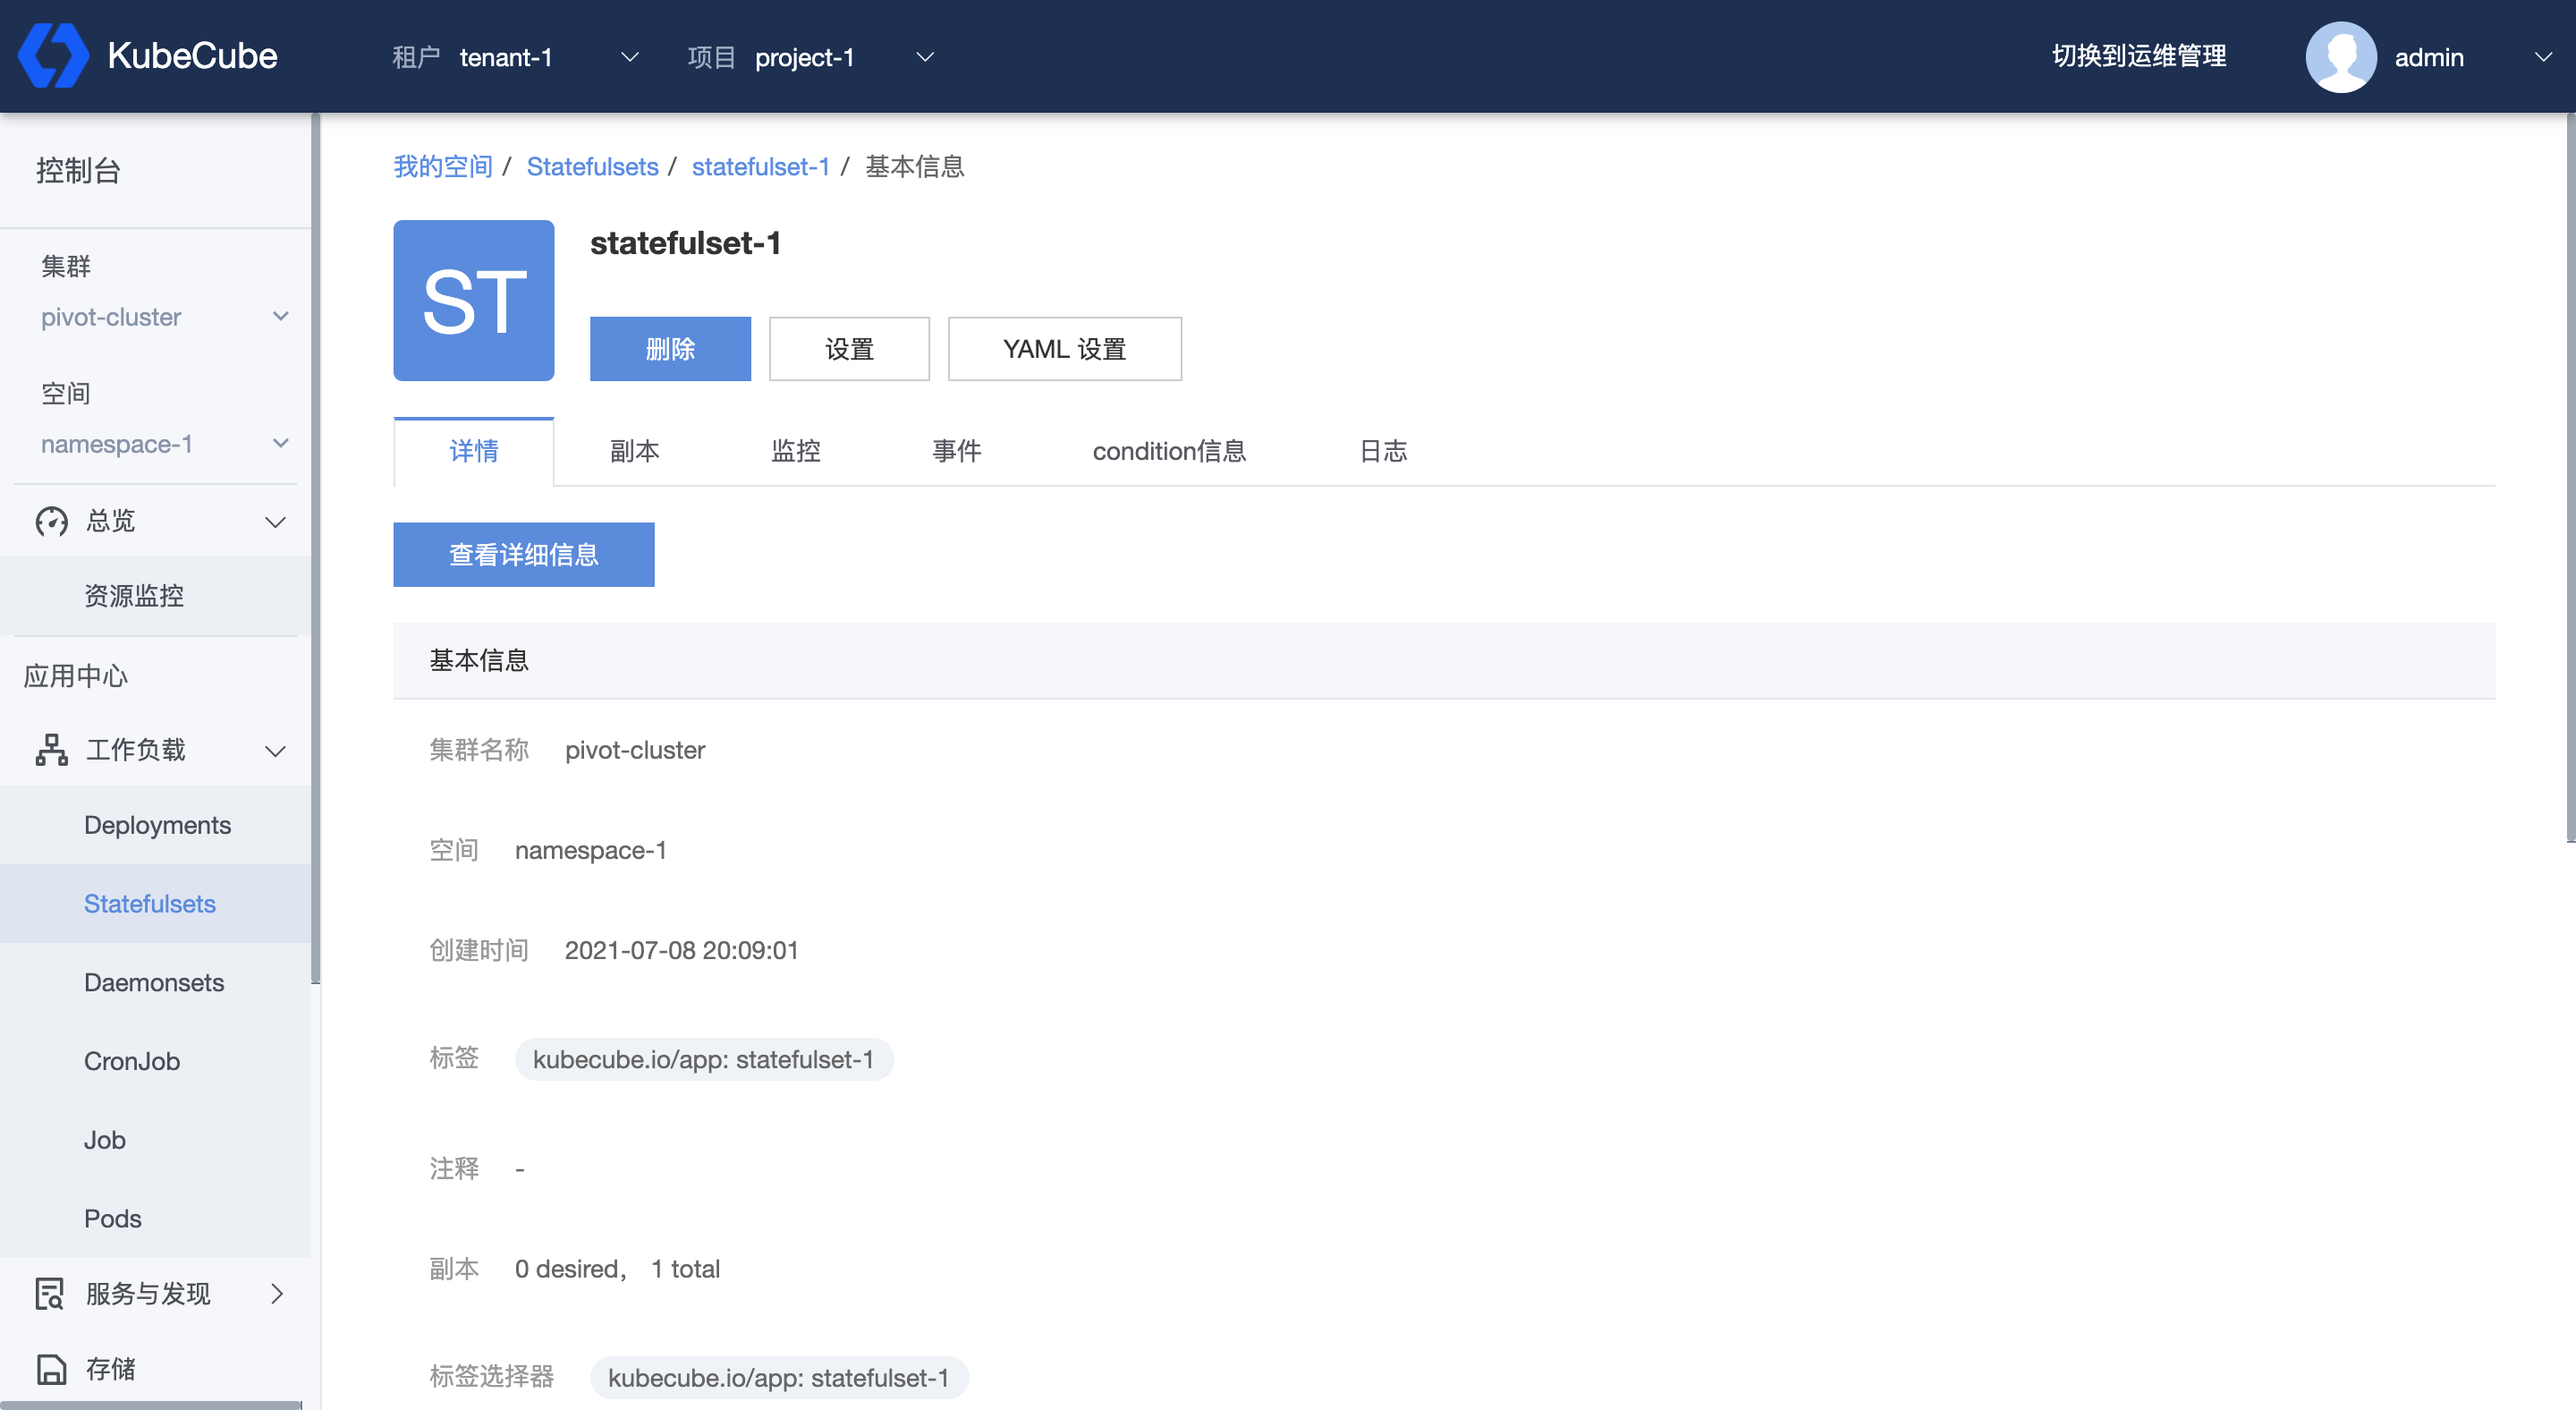 KubeCube
租户 tenant-1
项目 project-1
切换到运维管理
admin
控制台
集群
pivot-cluster
空间
namespace-1
总览
资源监控
应用中心
工作负载
Deployments
Statefulsets
Daemonsets
CronJob
Job
Pods
服务与发现
存储
我的空间 / Statefulsets / statefulset-1 / 基本信息
ST
statefulset-1
删除
设置
YAML 设置
详情
副本
监控
事件
condition信息
日志
查看详细信息
基本信息
集群名称 pivot-cluster
空间 namespace-1
创建时间 2021-07-08 20:09:01
标签 kubecube.io/app: statefulset-1
注释 -
副本 0 desired, 1 total
标签选择器 kubecube.io/app: statefulset-1